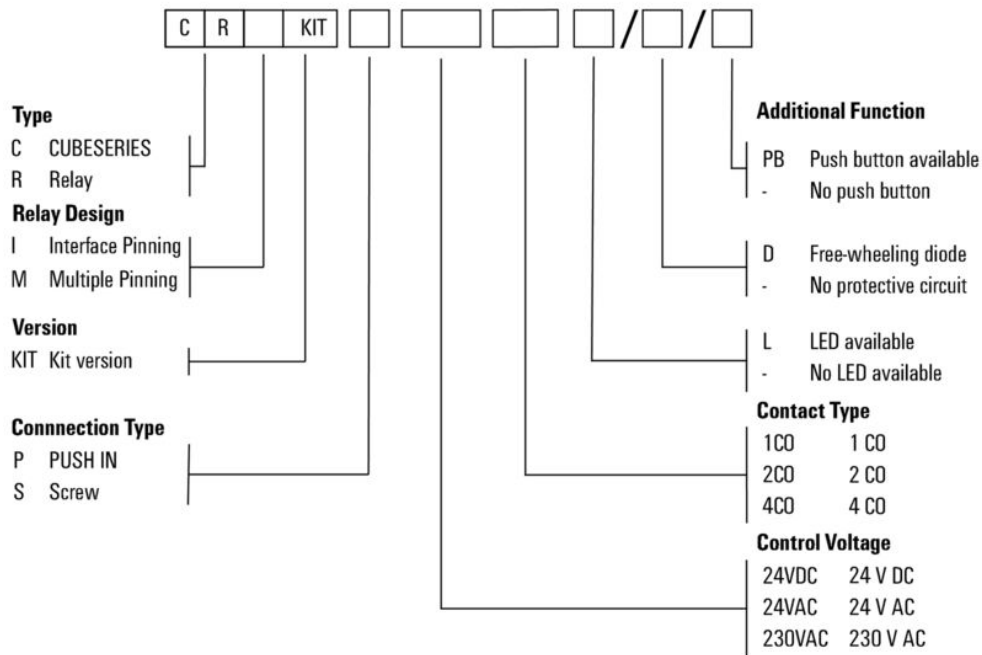 C R KIT / /
Type
C CUBESERIES
R Relay
Relay Design
I Interface Pinning
M Multiple Pinning
Version
KIT Kit version
Connnection Type
P PUSH IN
S Screw
Additional Function
PB Push button available
- No push button
D Free-wheeling diode
- No protective circuit
L LED available
- No LED available
Contact Type
1CO 1 CO
2CO 2 CO
4CO 4 CO
Control Voltage
24VDC 24 V DC
24VAC 24 V AC
230VAC 230 V AC